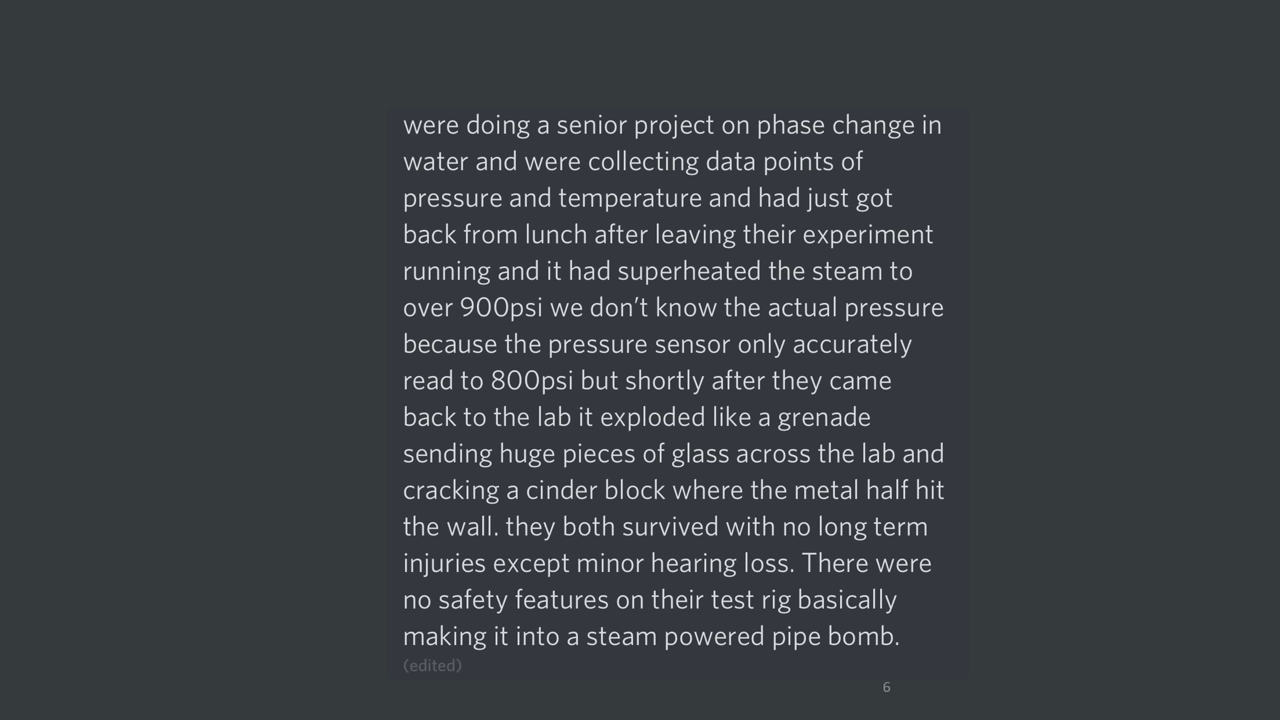 were doing a senior project on phase change in
water and were collecting data points of
pressure and temperature and had just got
back from lunch after leaving their experiment
running and it had superheated the steam to
over 900psi we don’t know the actual pressure
because the pressure sensor only accurately
read to 800psi but shortly after they came
back to the lab it exploded like a grenade
sending huge pieces of glass across the lab and
cracking a cinder block where the metal half hit
the wall. they both survived with no long term
injuries except minor hearing loss. There were
no safety features on their test rig basically
making it into a steam powered pipe bomb.
(edited)
6